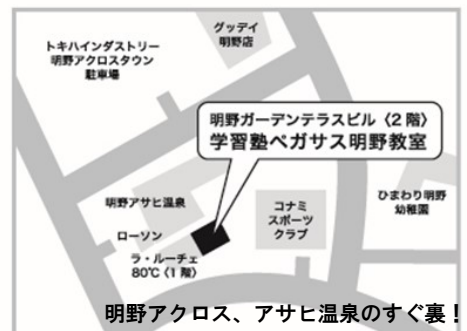 グッデイ
明野店
トキハインダストリー
明野アクロスタウン
駐車場
明野ガーデンテラスビル〈2階〉
学習塾ペガサス明野教室
ひまわり明野
幼稚園
明野アサヒ温泉
コナミ
スポーツ
クラブ
ローソン
ラ・ルーチェ
80℃〈1階〉
明野アクロス、アサヒ温泉のすぐ裏!